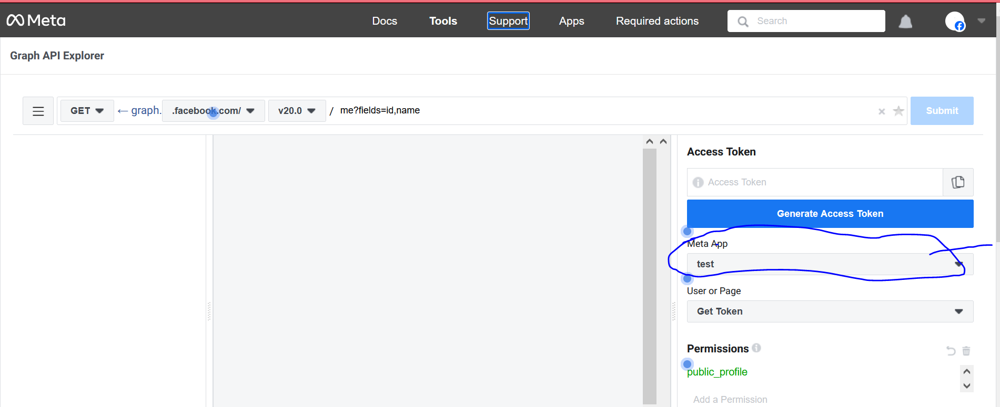 Meta
Docs Tools Support Apps Required actions Search
Graph API Explorer
GET ← graph. .facebook.com/ v20.0 / me?fields=id,name × Submit
Access Token
Access Token
Generate Access Token
Meta App
test
User or Page
Get Token
Permissions
public_profile
Add a Permission